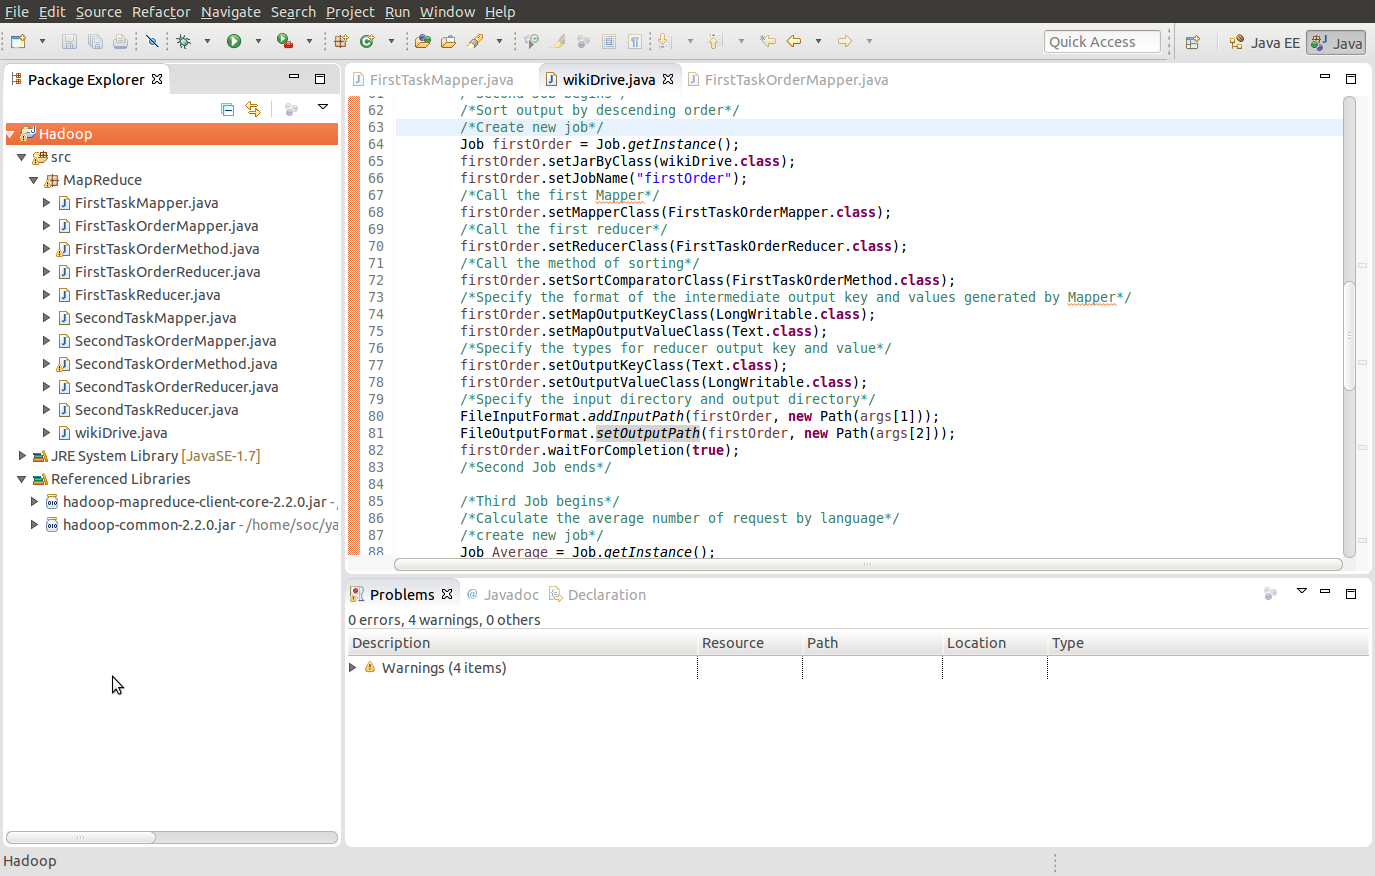 File Edit Source Refactor Navigate Search Project Run Window Help
Quick Access
Java EE
Java
Package Explorer
Hadoop
src
MapReduce
FirstTaskMapper.java
FirstTaskOrderMapper.java
FirstTaskOrderMethod.java
FirstTaskOrderReducer.java
FirstTaskReducer.java
SecondTaskMapper.java
SecondTaskOrderMapper.java
SecondTaskOrderMethod.java
SecondTaskOrderReducer.java
SecondTaskReducer.java
wikiDrive.java
JRE System Library [JavaSE-1.7]
Referenced Libraries
hadoop-mapreduce-client-core-2.2.0.jar -
hadoop-common-2.2.0.jar - /home/soc/ya
FirstTaskMapper.java wikiDrive.java FirstTaskOrderMapper.java
61 /*Second Job begins*/
62 /*Sort output by descending order*/
63 /*Create new job*/
64 Job firstOrder = Job.getInstance();
65 firstOrder.setJarByClass(wikiDrive.class);
66 firstOrder.setJobName("firstOrder");
67 /*Call the first Mapper*/
68 firstOrder.setMapperClass(FirstTaskOrderMapper.class);
69 /*Call the first reducer*/
70 firstOrder.setReducerClass(FirstTaskOrderReducer.class);
71 /*Call the method of sorting*/
72 firstOrder.setSortComparatorClass(FirstTaskOrderMethod.class);
73 /*Specify the format of the intermediate output key and values generated by Mapper*/
74 firstOrder.setMapOutputKeyClass(LongWritable.class);
75 firstOrder.setMapOutputValueClass(Text.class);
76 /*Specify the types for reducer output key and value*/
77 firstOrder.setOutputKeyClass(Text.class);
78 firstOrder.setOutputValueClass(LongWritable.class);
79 /*Specify the input directory and output directory*/
80 FileInputFormat.addInputPath(firstOrder, new Path(args[1]));
81 FileOutputFormat.setOutputPath(firstOrder, new Path(args[2]));
82 firstOrder.waitForCompletion(true);
83 /*Second Job ends*/
84
85 /*Third Job begins*/
86 /*Calculate the average number of request by language*/
87 /*create new job*/
88 Job Average = Job.getInstance();
Problems @ Javadoc Declaration
0 errors, 4 warnings, 0 others
Description Resource Path Location Type
Warnings (4 items)
Hadoop